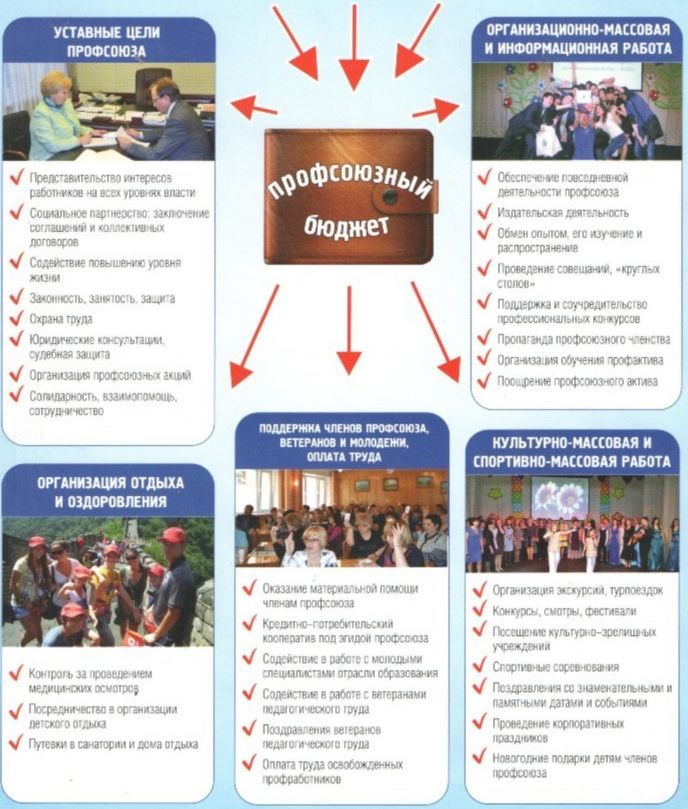 УСТАВНЫЕ ЦЕЛИ
ПРОФСОЮЗА
Представительство интересов
работников на всех уровнях власти
Социальное партнерство: заключение
соглашений и коллективных
договоров
Содействие повышению уровня
жизни
Законность, занятость, защита
Охрана труда
Юридические консультации,
судебная защита
Организация профсоюзных акций
Солидарность, взаимопомощь,
сотрудничество
профсоюзный
бюджет
ОРГАНИЗАЦИОННО-МАССОВАЯ
И ИНФОРМАЦИОННАЯ РАБОТА
Обеспечение повседневной
деятельности профсоюза
Издательская деятельность
Обмен опытом, его изучение и
распространение
Проведение совещаний, «круглых
столов»
Поддержка и соучредительство
профессиональных конкурсов
Пропаганда профсоюзного членства
Организация обучения профактива
Поощрение профсоюзного актива
ОРГАНИЗАЦИЯ ОТДЫХА
И ОЗДОРОВЛЕНИЯ
Контроль за проведением
медицинских осмотров
Посредничество в организации
детского отдыха
Путевки в санатории и дома отдыха
ПОДДЕРЖКА ЧЛЕНОВ ПРОФСОЮЗА,
ВЕТЕРАНОВ И МОЛОДЕЖИ,
ОПЛАТА ТРУДА
Оказание материальной помощи
членам профсоюза
Кредитно-потребительский
кооператив под эгидой профсоюза
Содействие в работе с молодыми
специалистами отрасли образования
Содействие в работе с ветеранами
педагогического труда
Поздравления ветеранов
педагогического труда
Оплата труда освобожденных
профработников
КУЛЬТУРНО-МАССОВАЯ И
СПОРТИВНО-МАССОВАЯ РАБОТА
Организация экскурсий, турпоездок
Конкурсы, смотры, фестивали
Посещение культурно-зрелищных
учреждений
Спортивные соревнования
Поздравления со знаменательными и
памятными датами и событиями
Проведение корпоративных
праздников
Новогодние подарки детям членов
профсоюза